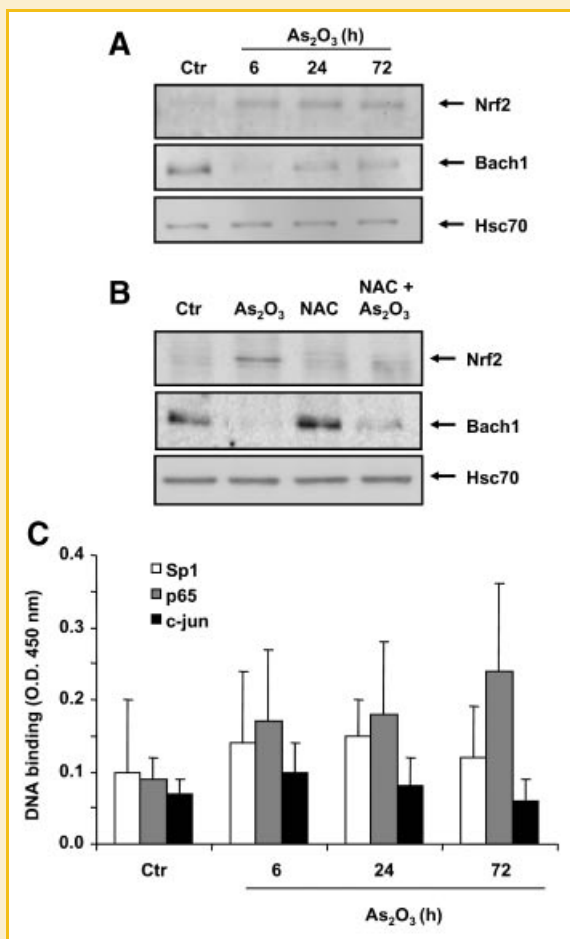 A
As₂O₃ (h)
Ctr 6 24 72
Nrf2
Bach1
Hsc70
B
Ctr As₂O₃ NAC NAC + As₂O₃
Nrf2
Bach1
Hsc70
C
DNA binding (O.D. 450 nm)
0.4
0.3
0.2
0.1
0.0
Sp1
p65
c-jun
Ctr 6 24 72
As₂O₃ (h)